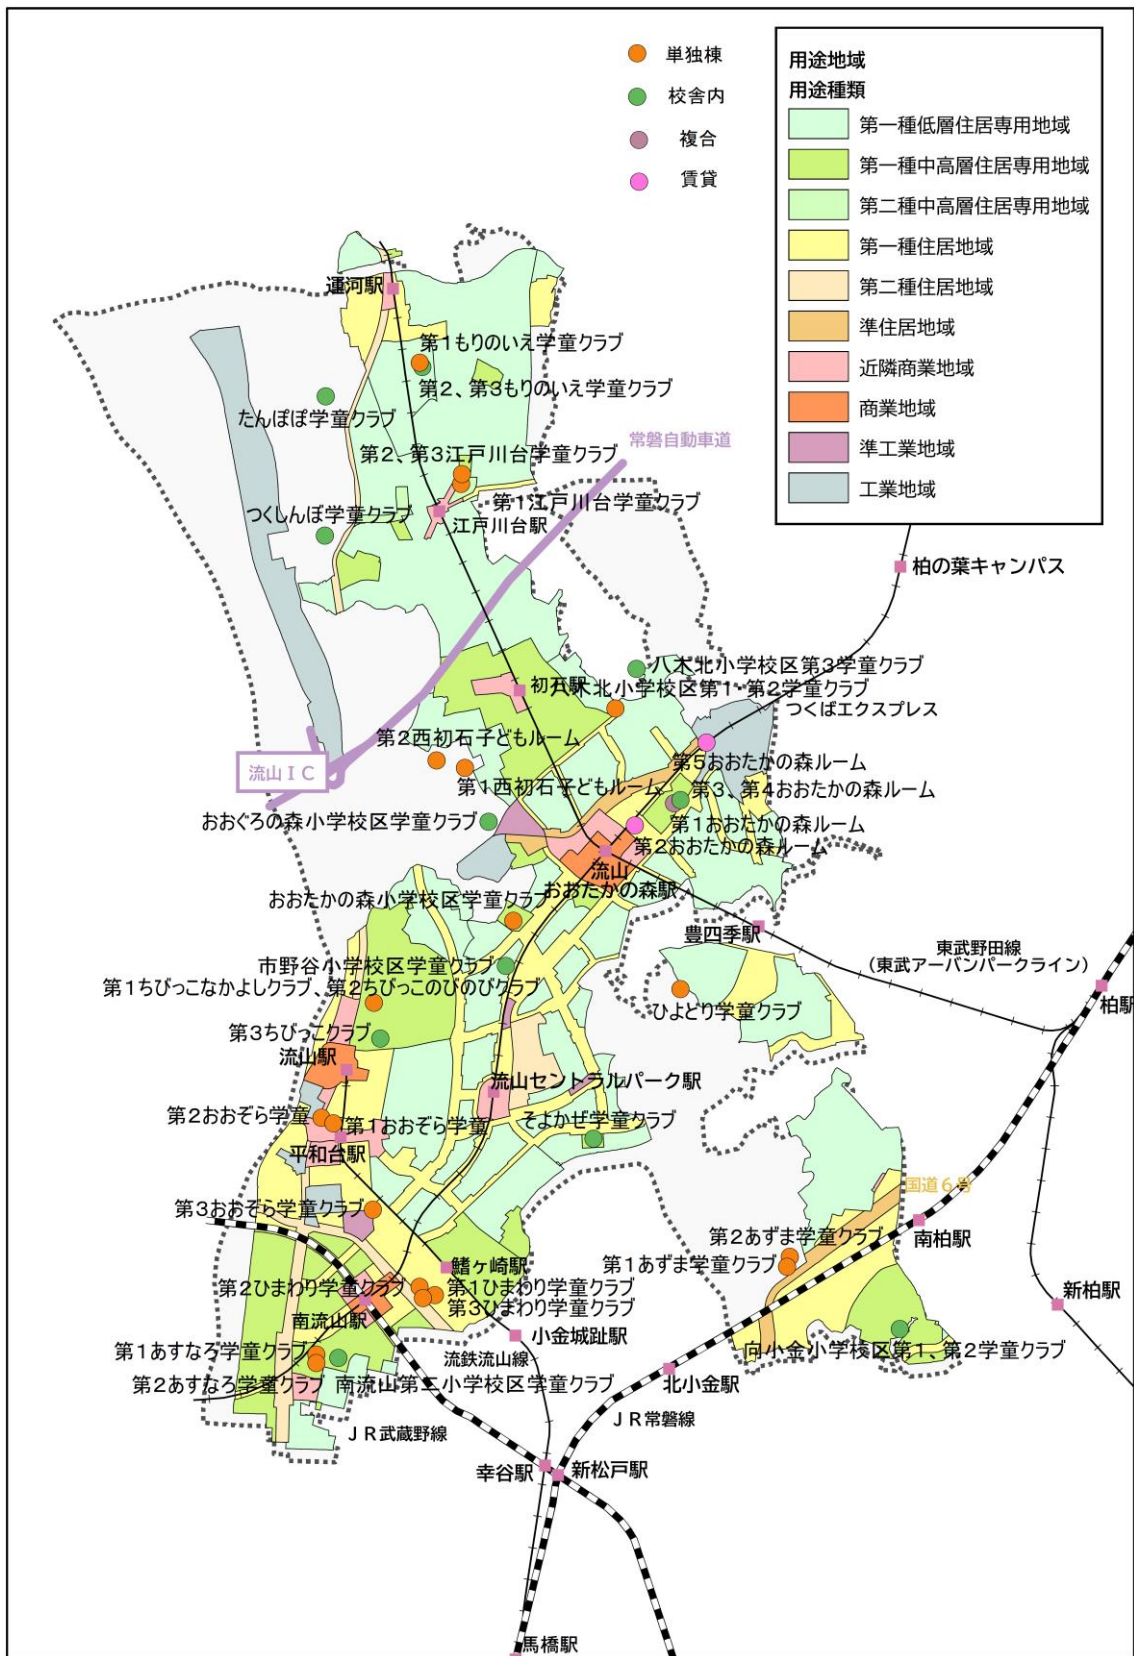 単独棟
校舎内
複合
賃貸
用途地域
用途種類
第一種低層住居専用地域
第一種中高層住居専用地域
第二種中高層住居専用地域
第一種住居地域
第二種住居地域
準住居地域
近隣商業地域
商業地域
準工業地域
工業地域
運河駅
第1もりのいえ学童クラブ
第2、第3もりのいえ学童クラブ
たんぽぽ学童クラブ
常磐自動車道
第2、第3江戸川台学童クラブ
第1江戸川台学童クラブ
つくしんぼ学童クラブ
江戸川台駅
柏の葉キャンパス
八木北小学校区第3学童クラブ
初石駅
八木北小学校区第1・第2学童クラブ
つくばエクスプレス
第2西初石子どもルーム
流山IC
第5おおたかの森ルーム
第1西初石子どもルーム
第3、第4おおたかの森ルーム
おおぐろの森小学校区学童クラブ
第1おおたかの森ルーム
第2おおたかの森ルーム
流山
おおたかの森駅
おおたかの森小学校区学童クラブ
豊四季駅
東武野田線
（東武アーバンパークライン）
市野谷小学校区学童クラブ
第1ちびっこなかよしクラブ、第2ちびっこのびのびクラブ
柏駅
ひよどり学童クラブ
第3ちびっこクラブ
流山駅
流山セントラルパーク駅
第2おおぞら学童
第1おおぞら学童
そよかぜ学童クラブ
平和台駅
国道6号
第3おおぞら学童クラブ
南柏駅
第2あずま学童クラブ
第1あずま学童クラブ
鰭ヶ崎駅
第2ひまわり学童クラブ
第1ひまわり学童クラブ
第3ひまわり学童クラブ
新柏駅
南流山駅
小金城趾駅
第1あすなろ学童クラブ
流鉄流山線
向小金小学校区第1、第2学童クラブ
第2あすなろ学童クラブ
南流山第二小学校区学童クラブ
北小金駅
JR常磐線
JR武蔵野線
幸谷駅
新松戸駅
馬橋駅